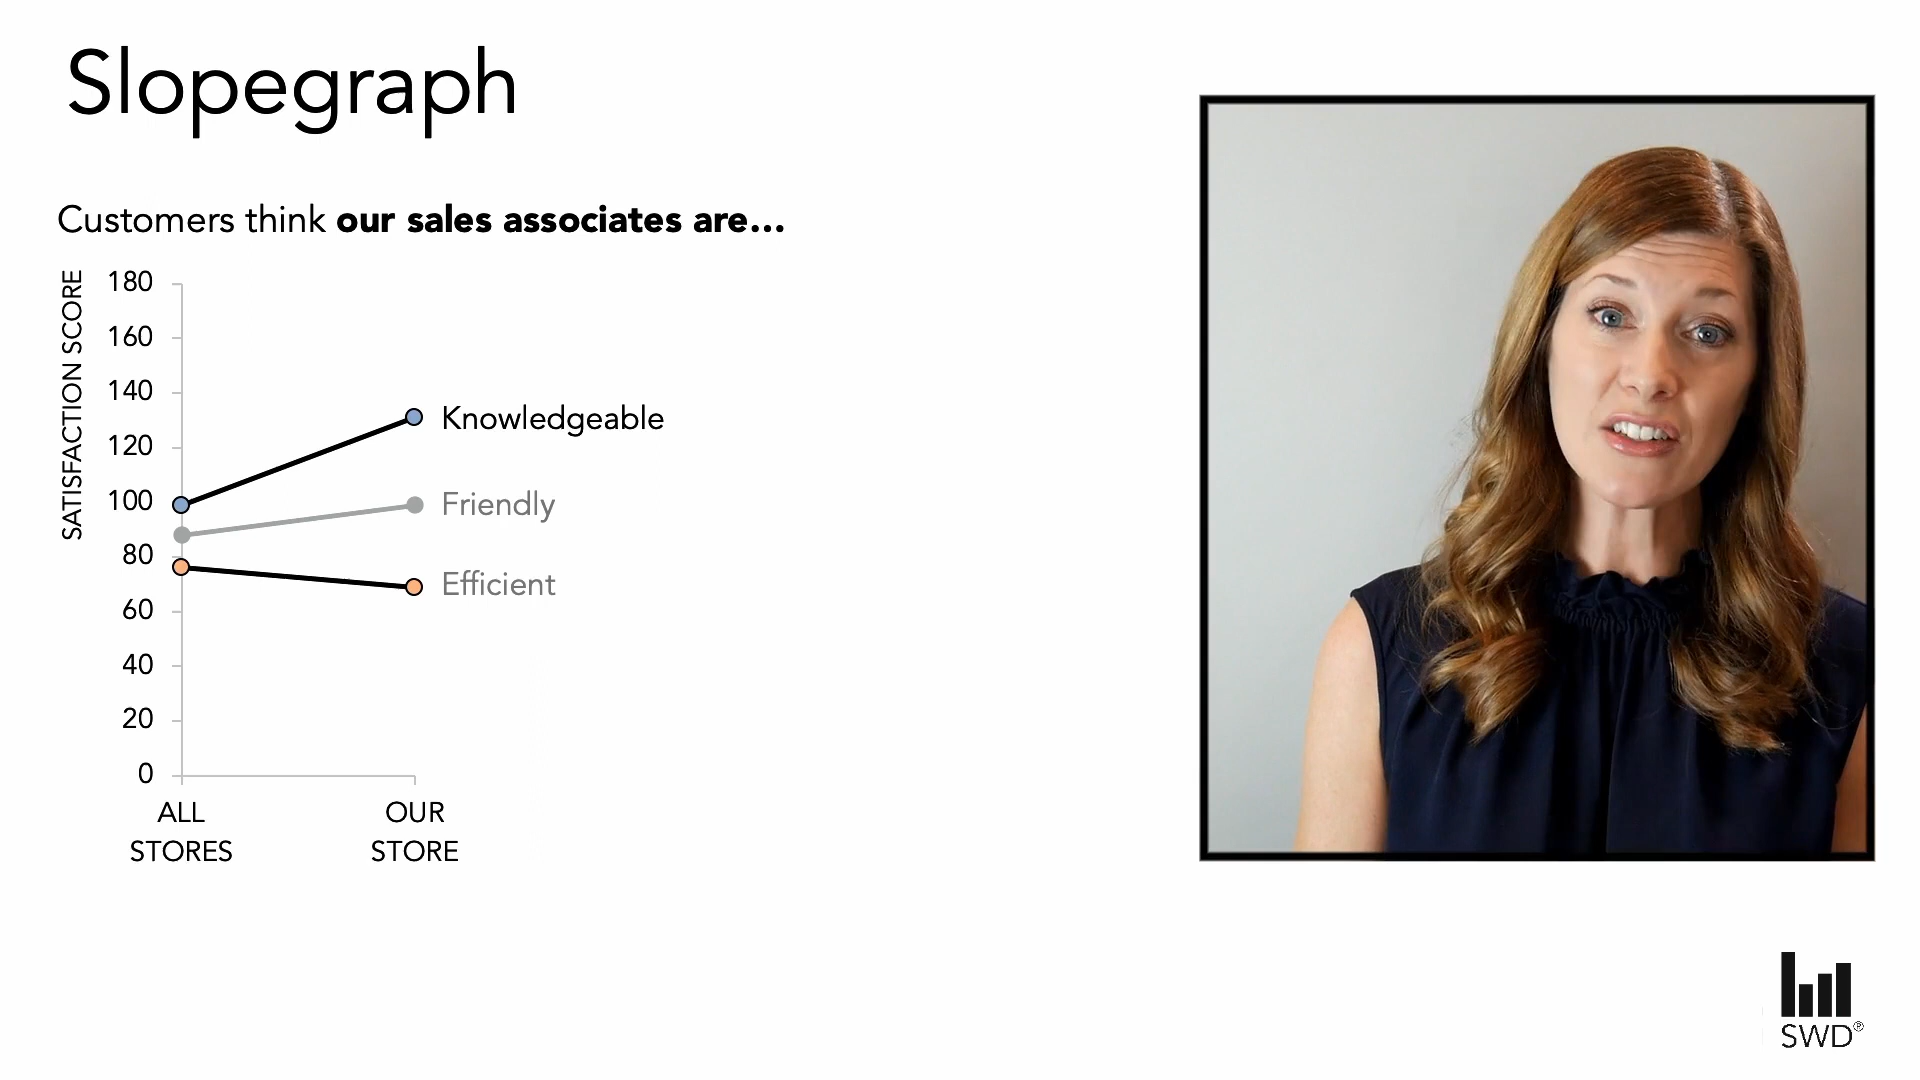 Slopegraph
Customers think our sales associates are...
SATISFACTION SCORE
180
160
140
120
100
80
60
40
20
0
Knowledgeable
Friendly
Efficient
ALL STORES
OUR STORE
SWD®